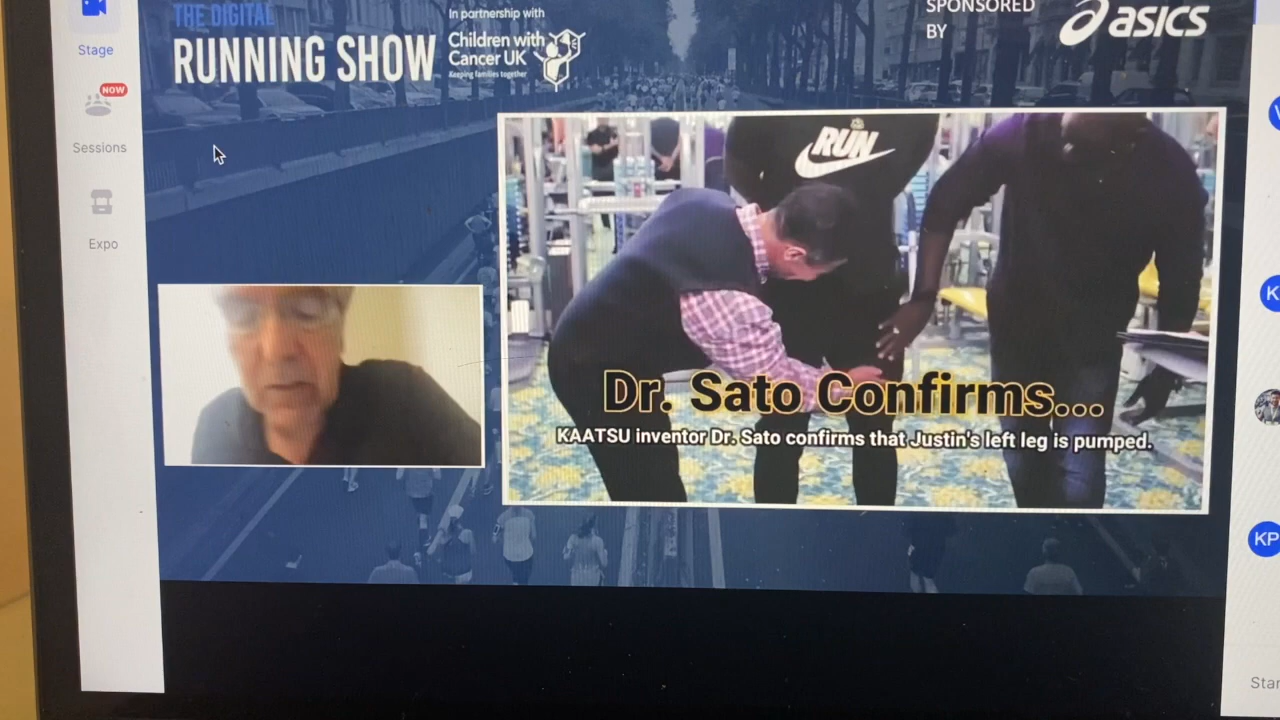 Stage
NOW
Sessions
Expo
THE DIGITAL
RUNNING SHOW
In partnership with
Children with
Cancer UK
Keeping families together
SPONSORED
BY
asics
RUN
Dr. Sato Confirms...
KAATSU inventor Dr. Sato confirms that Justin's left leg is pumped.
K
KP
Star